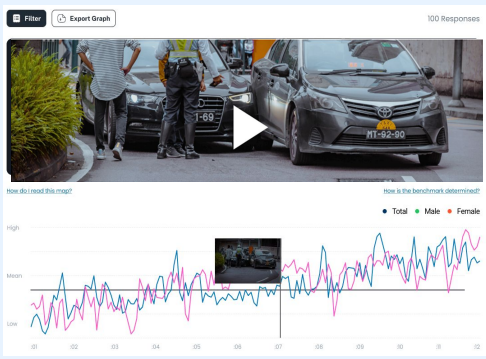 Filter
Export Graph
100 Responses
-69
MT-92-90
How do i read this map?
How is the benchmark determined?
Total
Male
Female
High
Mean
Low
:01
:02
:03
:04
:05
:06
:07
:08
:09
:10
:11
:12